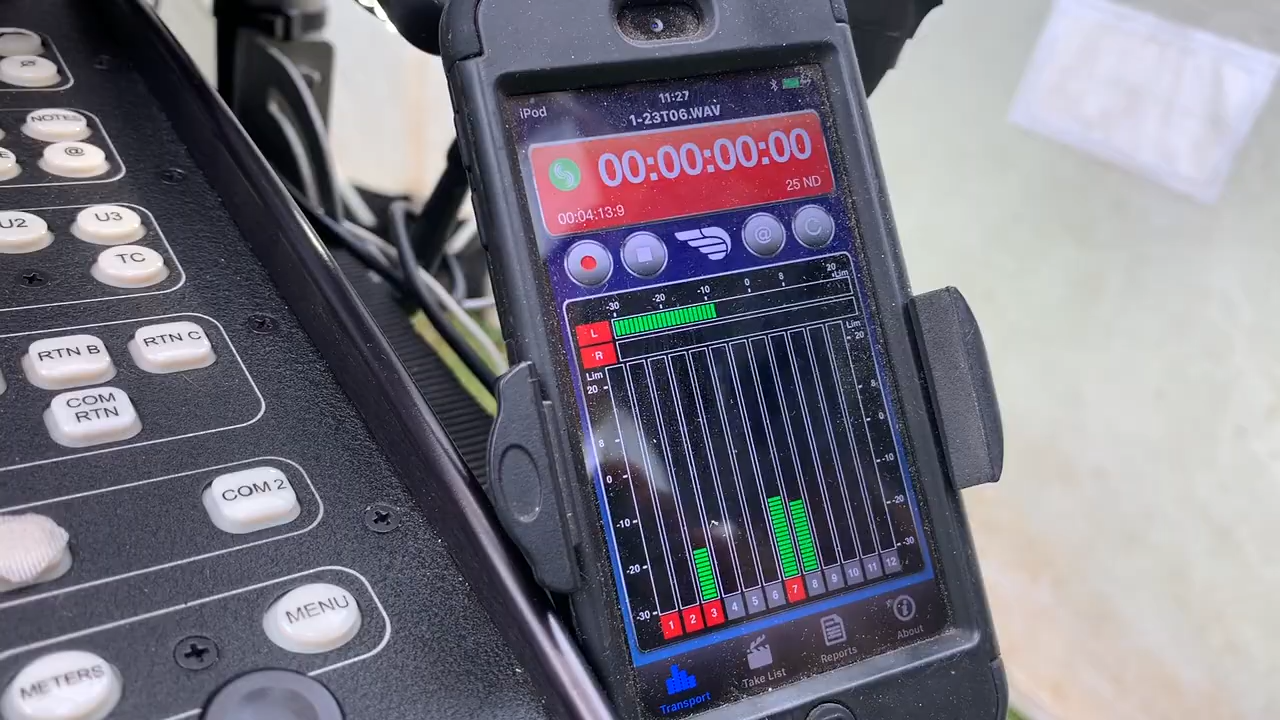 Ø
NOTES
@
U2
U3
TC
RTN B
RTN C
COM
RTN
COM 2
MENU
METERS
iPod
11:27
1-23T06.WAV
00:00:00:00
25 ND
00:04:13:9
@
-30 -20 -10 0 8 20
Lim
L
R
Lim
20
8
0
-10
-20
-30
Lim
20
8
0
-10
-20
-30
1 2 3 4 5 6 7 8 9 10 11 12
Transport
Take List
Reports
About